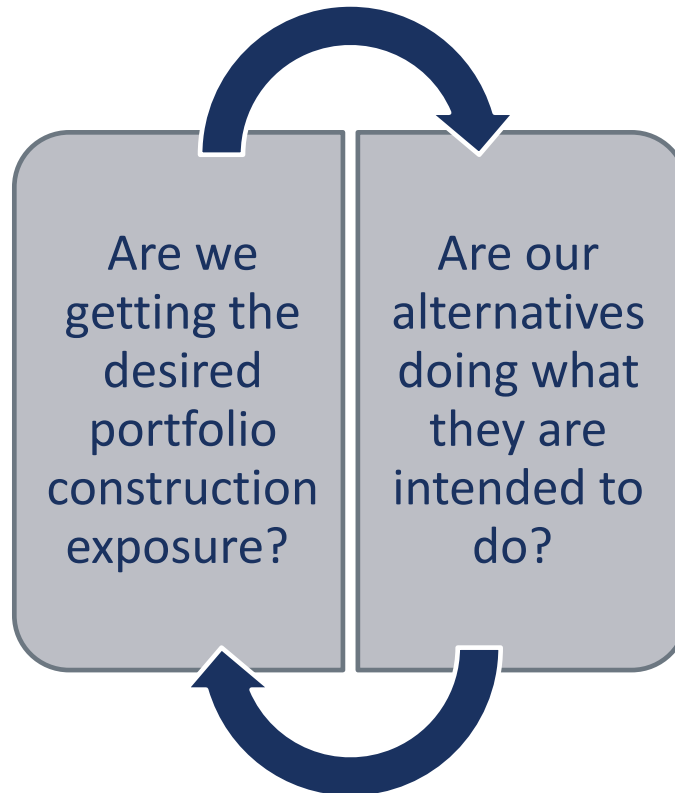 Are we
getting the
desired
portfolio
construction
exposure?
Are our
alternatives
doing what
they are
intended to
do?